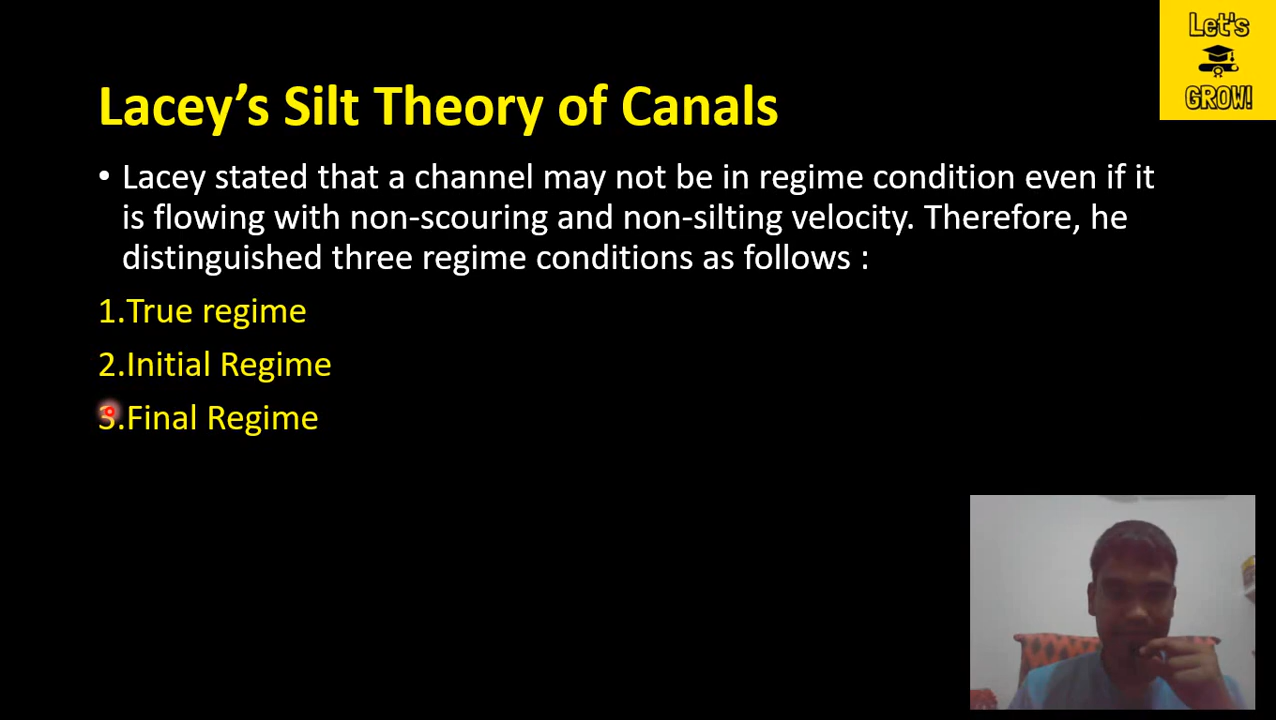 Let's
GROW!
Lacey's Silt Theory of Canals
• Lacey stated that a channel may not be in regime condition even if it
is flowing with non-scouring and non-silting velocity. Therefore, he
distinguished three regime conditions as follows :
1.True regime
2.Initial Regime
3.Final Regime